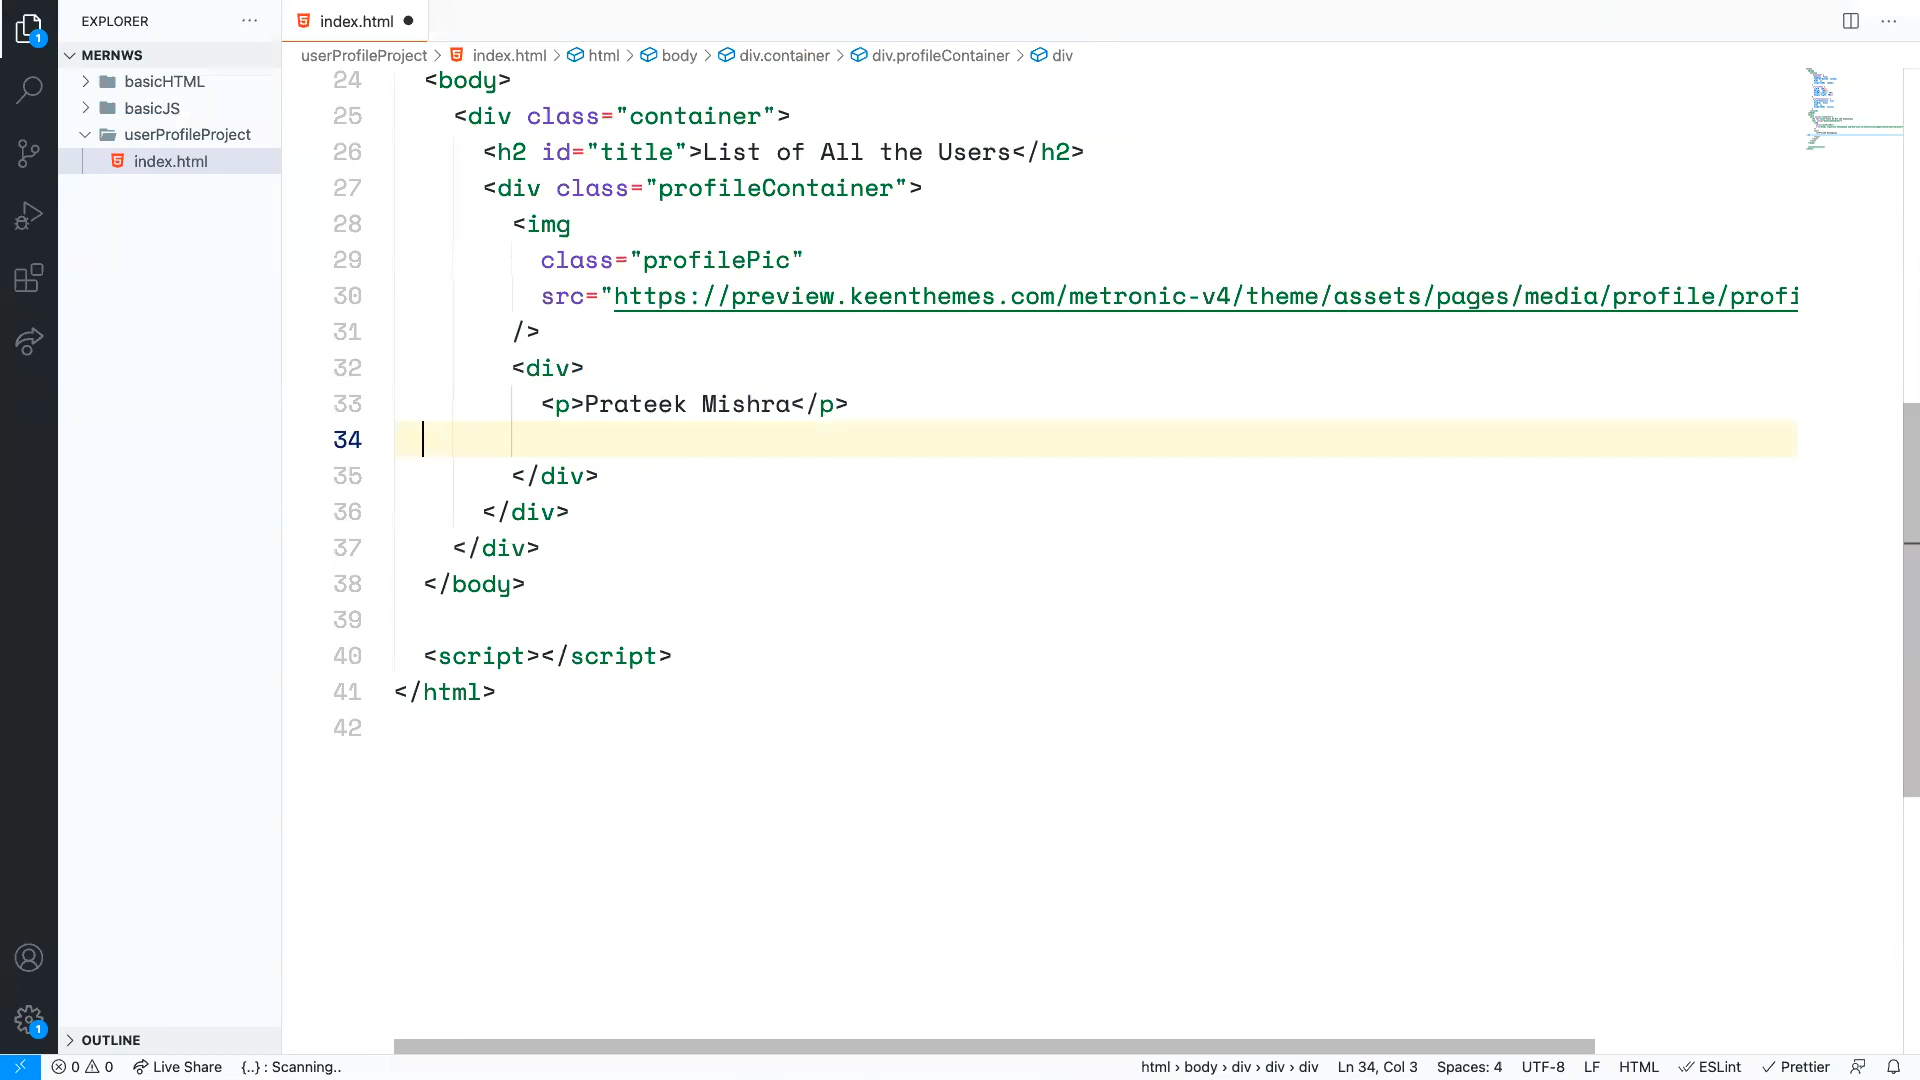 EXPLORER
index.html
MERNWS
basicHTML
basicJS
userProfileProject
index.html
userProfileProject > index.html > html > body > div.container > div.profileContainer > div
24 <body>
25 <div class="container">
26 <h2 id="title">List of All the Users</h2>
27 <div class="profileContainer">
28 <img
29 class="profilePic"
30 src="https://preview.keenthemes.com/metronic-v4/theme/assets/pages/media/profile/profi
31 />
32 <div>
33 <p>Prateek Mishra</p>
34
35 </div>
36 </div>
37 </div>
38 </body>
39
40 <script></script>
41 </html>
42
1
1
OUTLINE
0 0 Live Share {..} : Scanning.. html › body › div › div › div Ln 34, Col 3 Spaces: 4 UTF-8 LF HTML ESLint Prettier